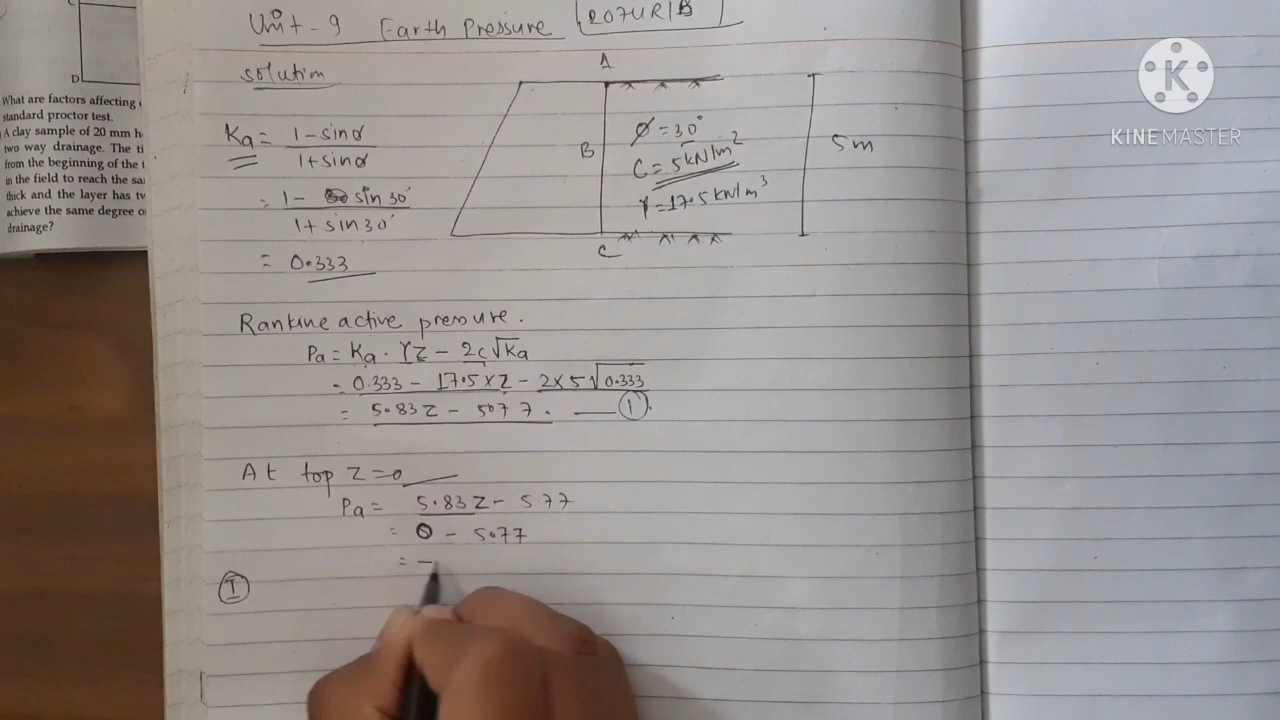 D
What are factors affecting
standard proctor test.
A clay sample of 20 mm h
two way drainage. The ti
from the beginning of the t
in the field to reach the sa
thick and the layer has tw
achieve the same degree o
drainage?
Unit - 9 Earth Pressure
solution
Ka = 1 - sinα / 1 + sinα
= 1 - sin 30° / 1 + sin 30°
= 0.333
A
B
C
Ø = 30°
C = 5 kN/m²
γ = 17.5 kN/m³
5m
Rankine active pressure.
Pa = Ka . γZ - 2c√Ka
= 0.333 - 17.5 × Z - 2 × 5 √0.333
= 5.83 Z - 5.77 . —— ①.
At top Z = 0
Pa = 5.83 Z - 5.77
= 0 - 5.77
= -
I
K
KINEMASTER